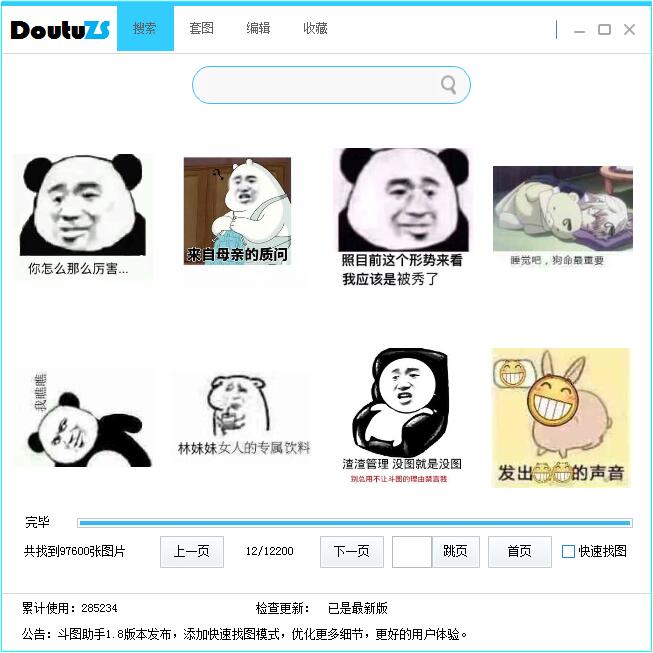 DoutuZS 搜索 套图 编辑 收藏
你怎么那么厉害...
来自母亲的质问
照目前这个形势来看
我应该是被秀了
睡觉吧，狗命最重要
我瞧瞧
林妹妹女人的专属饮料
渣渣管理 没图就是没图
别总用不让斗图的理由禁言我
发出的声音
完毕
共找到97600张图片 上一页 12/12200 下一页 跳页 首页 快速找图
累计使用：285234 检查更新： 已是最新版
公告：斗图助手1.8版本发布，添加快速找图模式，优化更多细节，更好的用户体验。